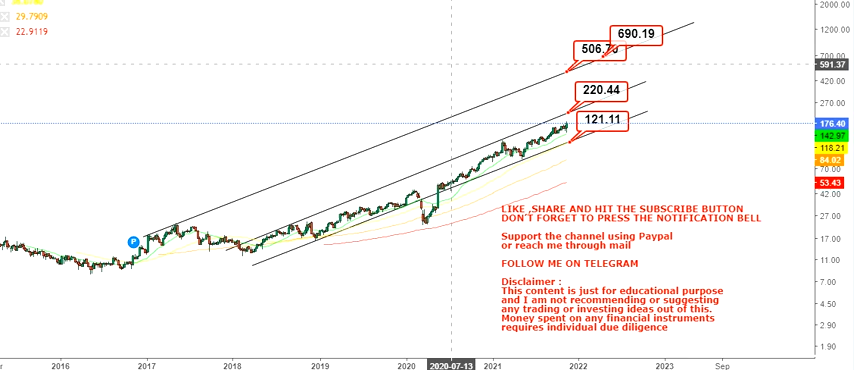 29.7909
22.9119
2000.00
1200.00
690.19
506.
700.00
591.37
420.00
270.00
220.44
176.40
121.11
142.97
118.21
84.02
70.00
53.43
42.00
27.00
17.00
11.00
7.00
4.50
2.90
1.90
P
LIKE ,SHARE AND HIT THE SUBSCRIBE BUTTON
DON'T FORGET TO PRESS THE NOTIFICATION BELL
Support the channel using Paypal
or reach me through mail
FOLLOW ME ON TELEGRAM
Disclaimer :
This content is just for educational purpose
and I am not recommending or suggesting
any trading or investing ideas out of this.
Money spent on any financial instruments
requires individual due diligence
2016 2017 2018 2019 2020 2020-07-13 2021 2022 2023 Sep